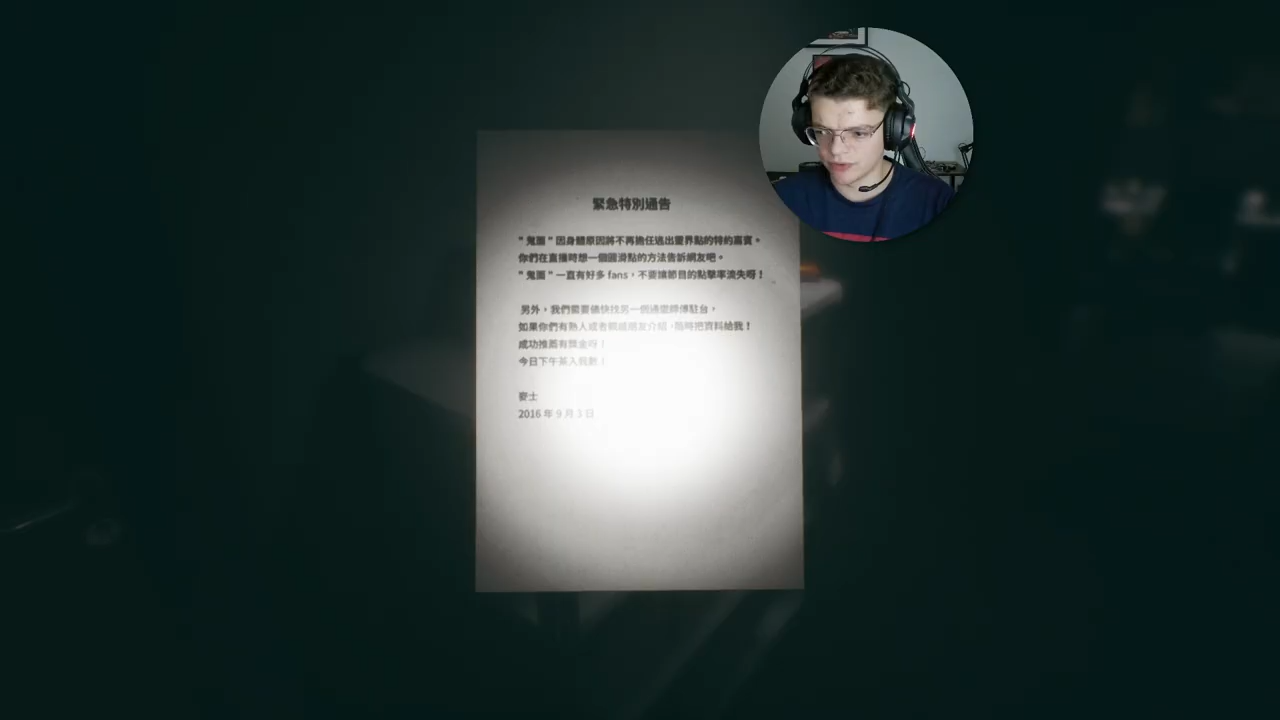 緊急特別通告
"鬼團"因身體原因將不再擔任逃出靈界點的特約嘉賓。
你們在直播時想一個圓滑點的方法告訴網友吧。
"鬼團"一直有好多 fans，不要讓節目的點擊率流失呀！
另外，我們需要儘快找另一個通靈師傅駐台，
如果你們有熟人或者親戚朋友介紹，隨時把資料給我！
成功推薦有獎金呀！
今日下午茶入我數！
麥士
2016 年 9 月 3 日